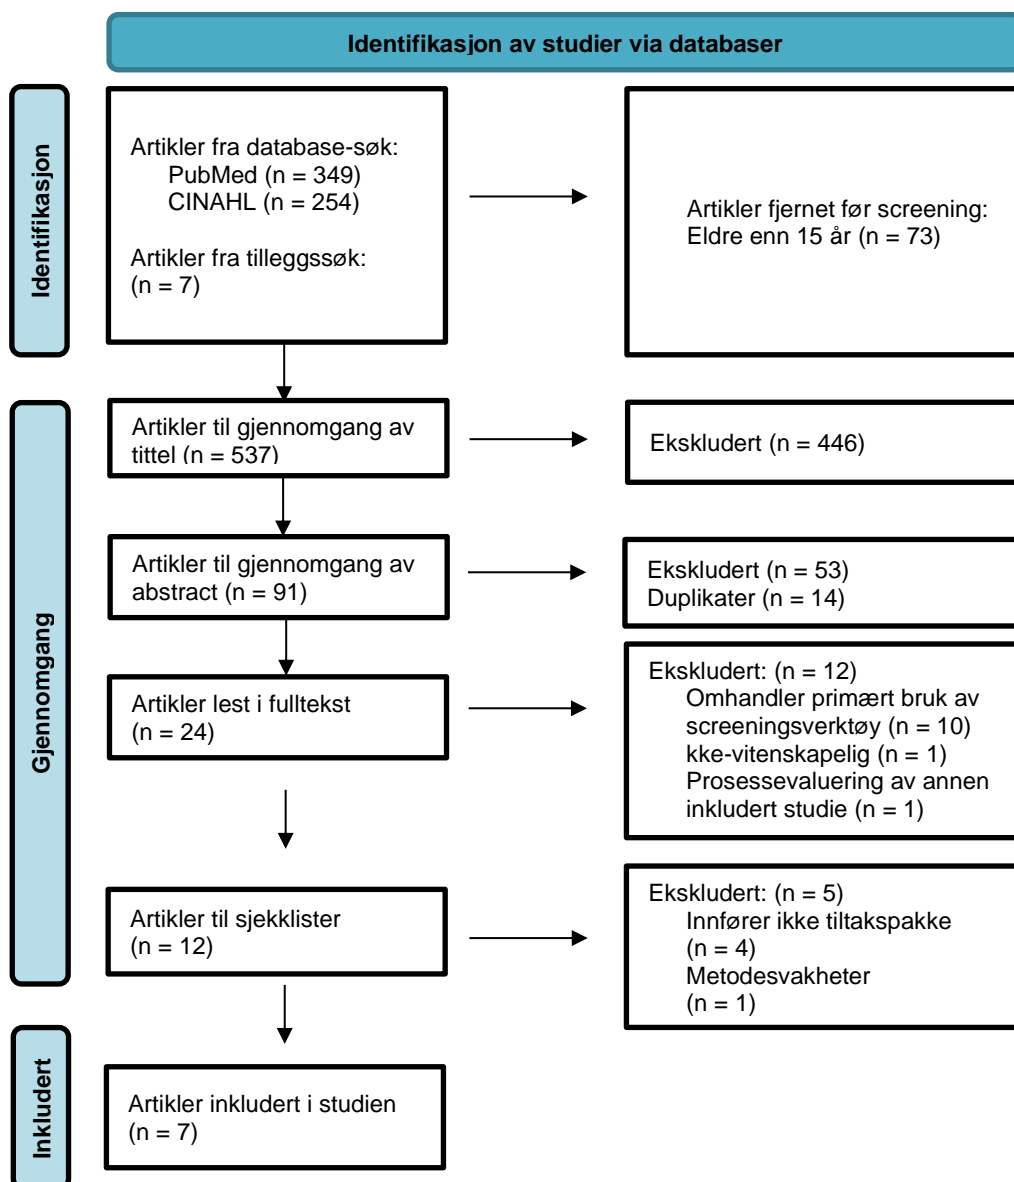 Identifikasjon av studier via databaser
Identifikasjon
Artikler fra database-søk:
PubMed (n = 349)
CINAHL (n = 254)
Artikler fra tilleggssøk:
(n = 7)
Artikler fjernet før screening:
Eldre enn 15 år (n = 73)
Gjennomgang
Artikler til gjennomgang av
tittel (n = 537)
Ekskludert (n = 446)
Artikler til gjennomgang av
abstract (n = 91)
Ekskludert (n = 53)
Duplikater (n = 14)
Artikler lest i fulltekst
(n = 24)
Ekskludert: (n = 12)
Omhandler primært bruk av
screeningsverktøy (n = 10)
kke-vitenskapelig (n = 1)
Prosessevaluering av annen
inkludert studie (n = 1)
Artikler til sjekklister
(n = 12)
Ekskludert: (n = 5)
Innfører ikke tiltakspakke
(n = 4)
Metodesvakheter
(n = 1)
Inkludert
Artikler inkludert i studien
(n = 7)